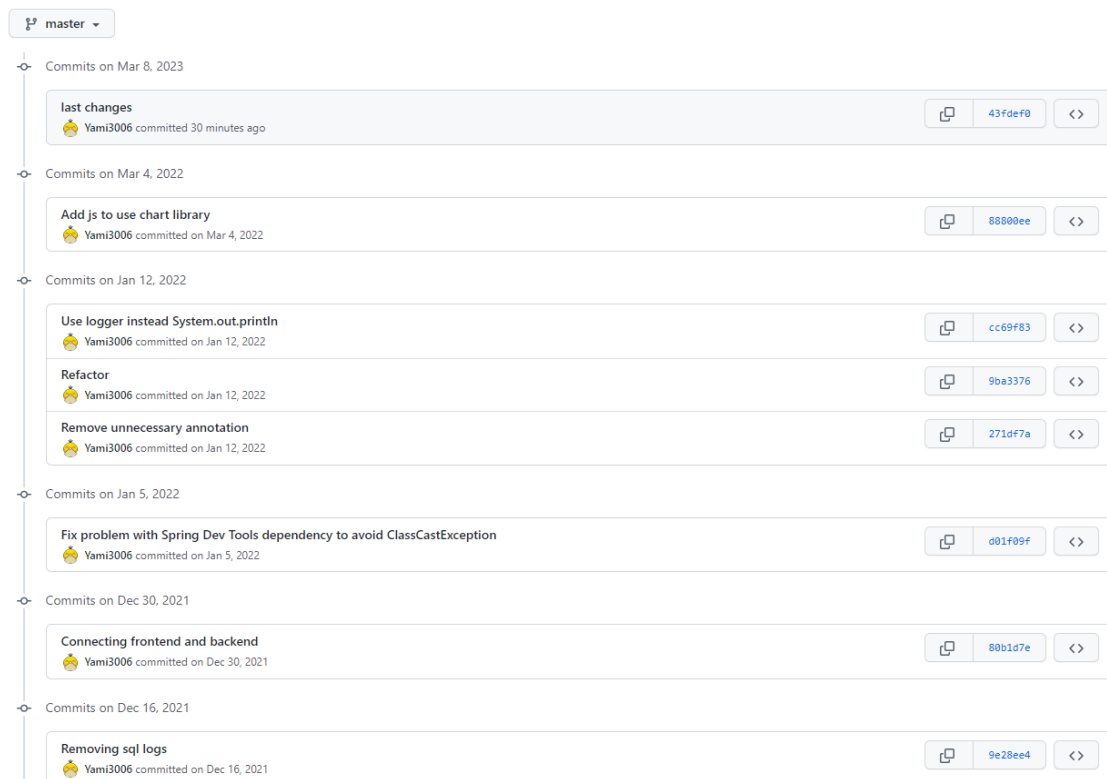 master
Commits on Mar 8, 2023
last changes
43fdef0
Yami3006 committed 30 minutes ago
Commits on Mar 4, 2022
Add js to use chart library
88800ee
Yami3006 committed on Mar 4, 2022
Commits on Jan 12, 2022
Use logger instead System.out.println
cc69f83
Yami3006 committed on Jan 12, 2022
Refactor
9ba3376
Yami3006 committed on Jan 12, 2022
Remove unnecessary annotation
271df7a
Yami3006 committed on Jan 12, 2022
Commits on Jan 5, 2022
Fix problem with Spring Dev Tools dependency to avoid ClassCastException
d01f09f
Yami3006 committed on Jan 5, 2022
Commits on Dec 30, 2021
Connecting frontend and backend
80b1d7e
Yami3006 committed on Dec 30, 2021
Commits on Dec 16, 2021
Removing sql logs
9e28ee4
Yami3006 committed on Dec 16, 2021